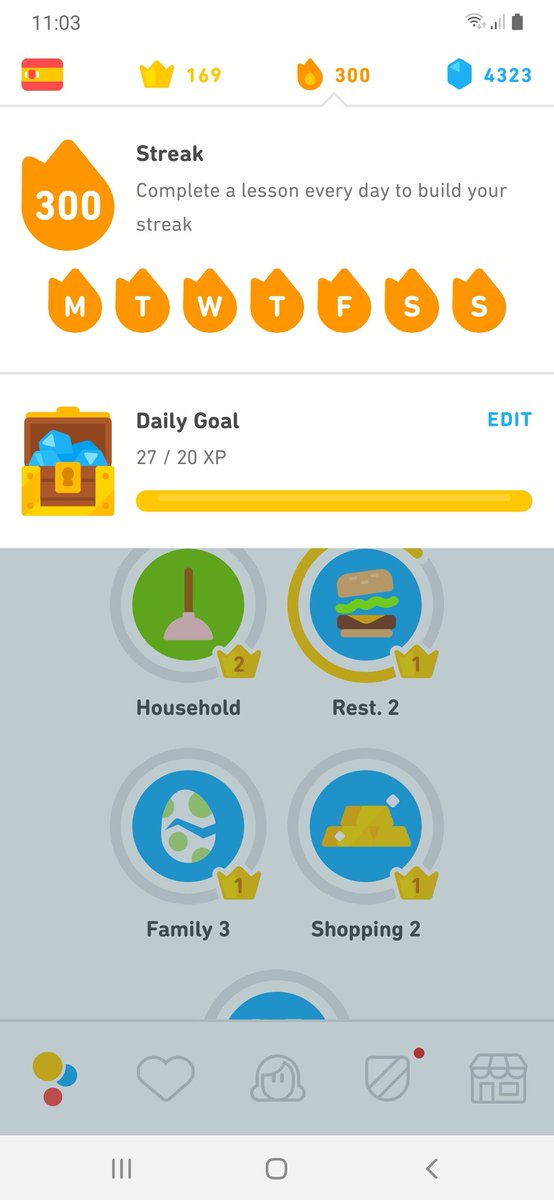 11:03
169
300
4323
300
Streak
Complete a lesson every day to build your
streak
M T W T F S S
Daily Goal
EDIT
27 / 20 XP
2
1
Household
Rest. 2
1
1
Family 3
Shopping 2